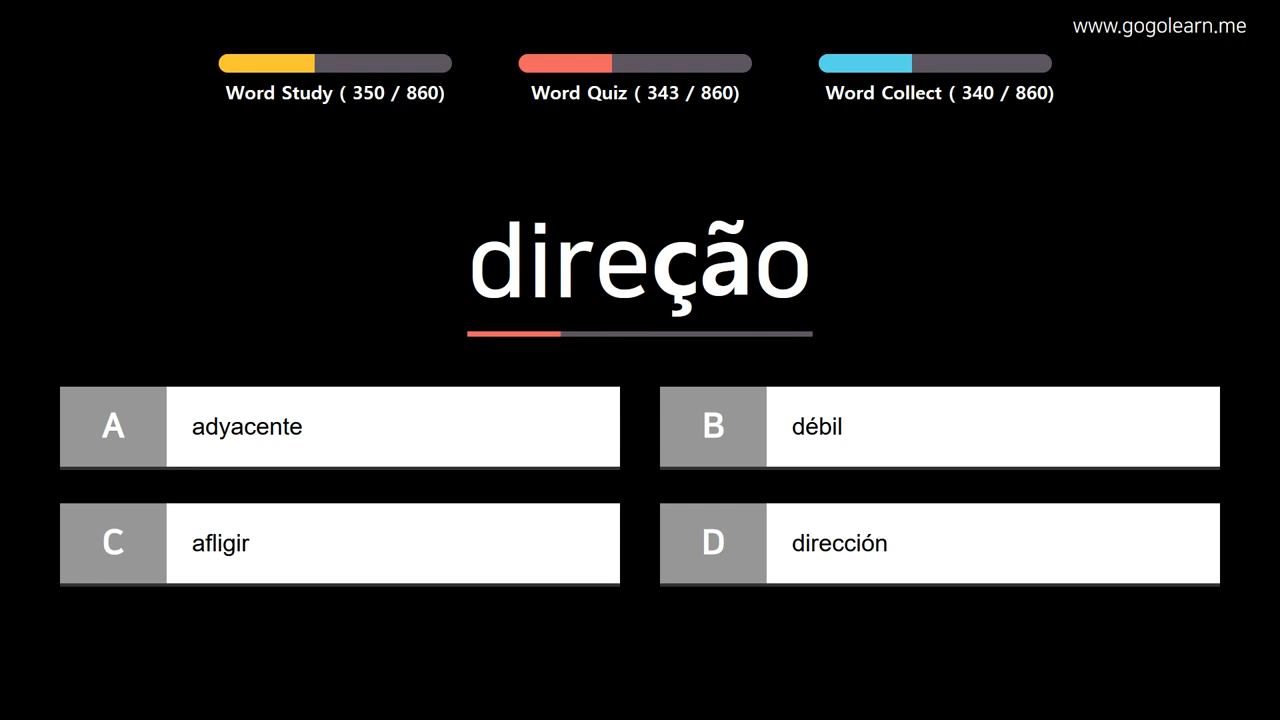 www.gogolearn.me
Word Study ( 350 / 860)
Word Quiz ( 343 / 860)
Word Collect ( 340 / 860)
direção
A
adyacente
B
débil
C
afligir
D
dirección